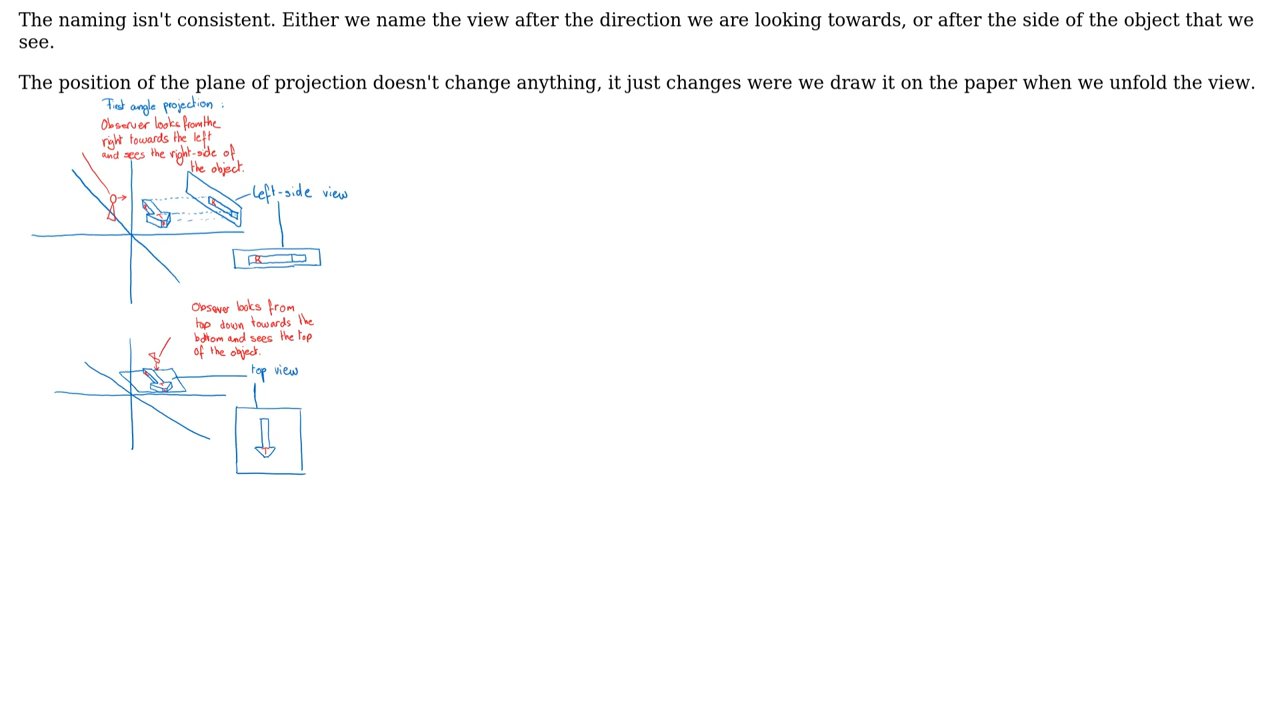 The naming isn't consistent. Either we name the view after the direction we are looking towards, or after the side of the object that we
see.
The position of the plane of projection doesn't change anything, it just changes were we draw it on the paper when we unfold the view.
First angle projection :
Observer looks from the
right towards the left
and sees the right-side of
the object.
left-side view
R
Observer looks from
top down towards the
bottom and sees the top
of the object.
top view
T